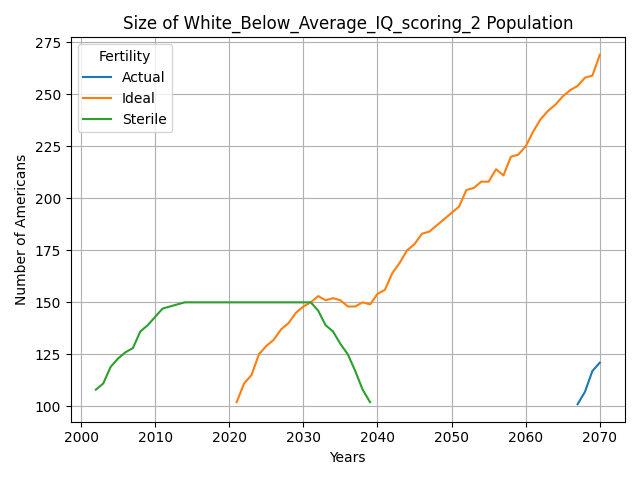 Size of White_Below_Average_IQ_scoring_2 Population
Fertility
Actual
Ideal
Sterile
Number of Americans
275
250
225
200
175
150
125
100
2000 2010 2020 2030 2040 2050 2060 2070
Years